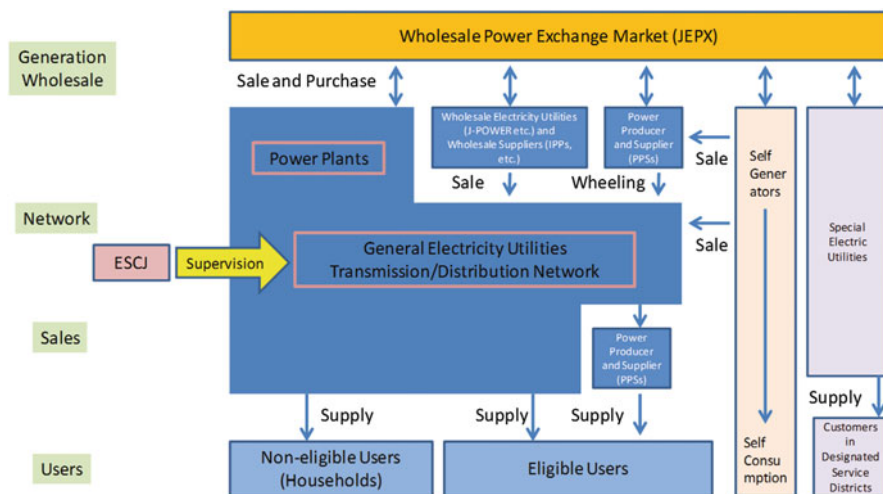 Wholesale Power Exchange Market (JEPX)
Generation
Wholesale
Sale and Purchase
Wholesale Electricity Utilities
(J-POWER etc.) and
Wholesale Suppliers (IPPs,
etc.)
Power
Producer
and Supplier
(PPSs)
Power Plants
Sale
Self
Gener
ators
Sale
Wheeling
Network
Special
Electric
Utilities
General Electricity Utilities
Transmission/Distribution Network
Sale
ESCJ
Supervision
Sales
Power
Producer
and Supplier
(PPSs)
Supply
Supply
Supply
Supply
Users
Non-eligible Users
(Households)
Eligible Users
Self
Consu
mption
Customers
in
Designated
Service
Districts